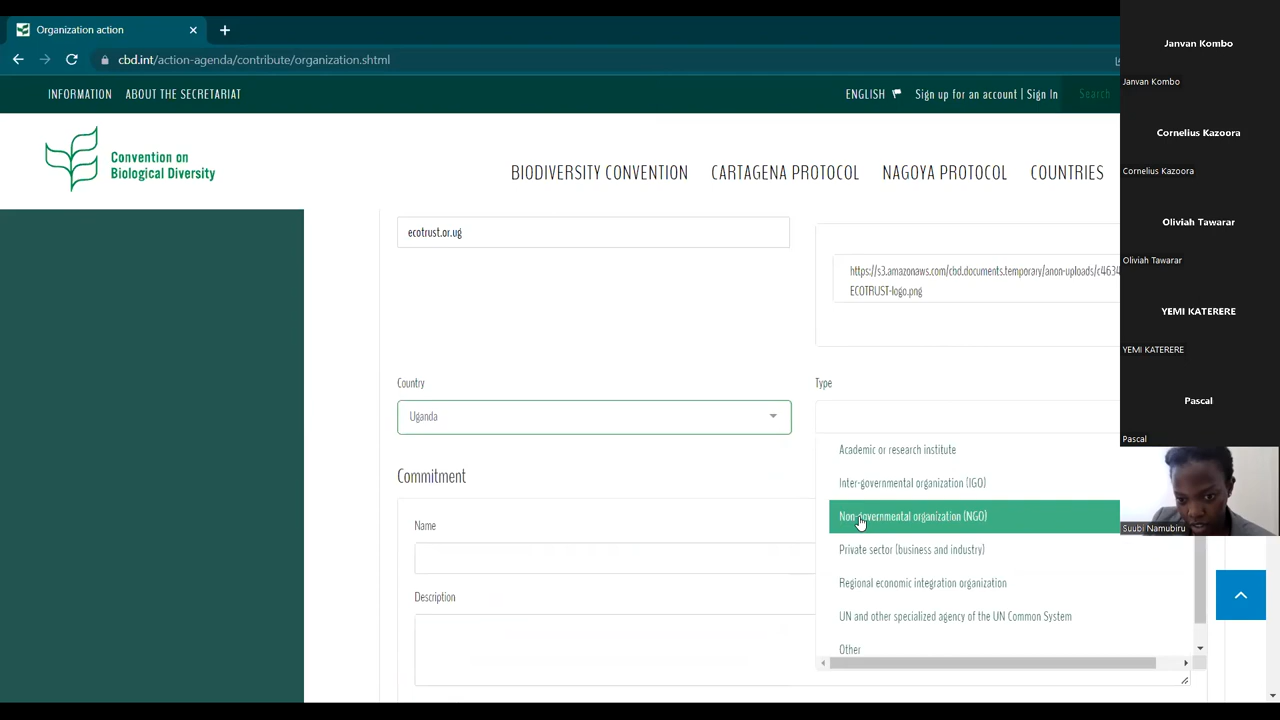 Organization action
cbd.int/action-agenda/contribute/organization.shtml
INFORMATION ABOUT THE SECRETARIAT
ENGLISH Sign up for an account | Sign In Search
Convention on
Biological Diversity
BIODIVERSITY CONVENTION CARTAGENA PROTOCOL NAGOYA PROTOCOL COUNTRIES
ecotrust.or.ug
https://s3.amazonaws.com/cbd.documents.temporary/anon-uploads/c4634
ECOTRUST-logo.png
Country
Type
Uganda
Academic or research institute
Inter-governmental organization (IGO)
Non-governmental organization (NGO)
Private sector (business and industry)
Regional economic integration organization
UN and other specialized agency of the UN Common System
Other
Commitment
Name
Description
Janvan Kombo
Janvan Kombo
Cornelius Kazoora
Cornelius Kazoora
Oliviah Tawarar
Oliviah Tawarar
YEMI KATERERE
YEMI KATERERE
Pascal
Pascal
Suubi Namubiru